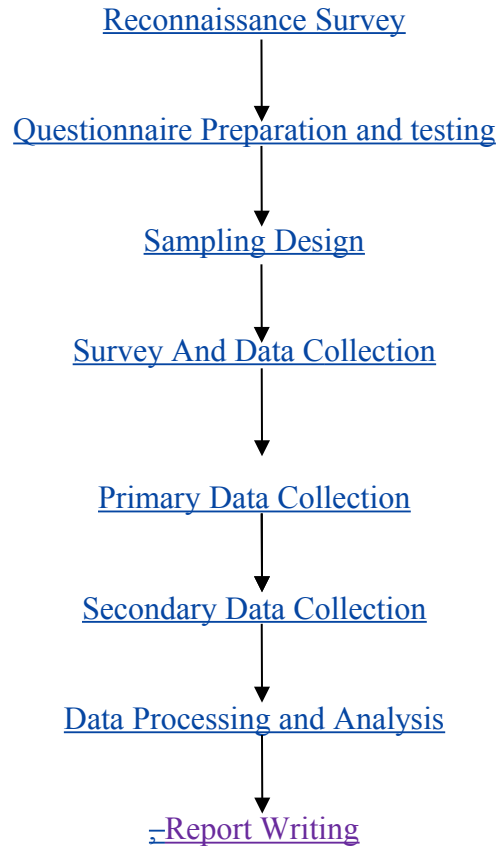 Reconnaissance Survey
Questionnaire Preparation and testing
Sampling Design
Survey And Data Collection
Primary Data Collection
Secondary Data Collection
Data Processing and Analysis
; Report Writing